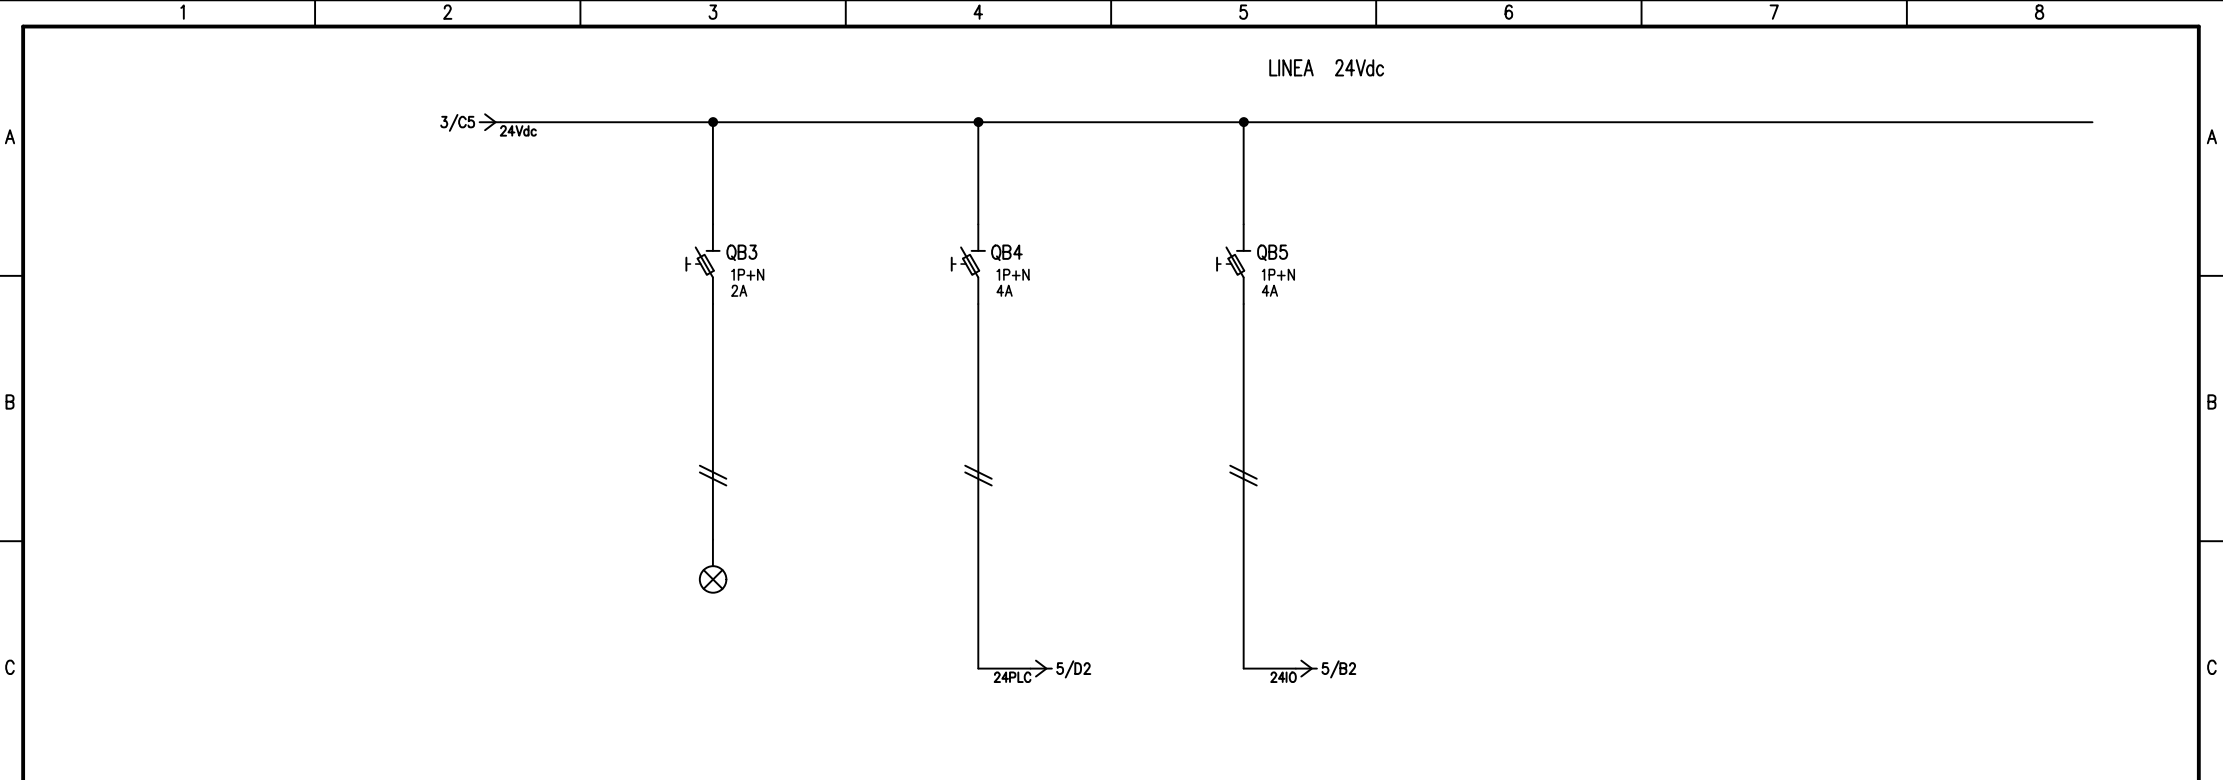 1 2 3 4 5 6 7 8
LINEA 24Vdc
A 3/C5 24Vdc A
QB3 QB4 QB5
1P+N 1P+N 1P+N
2A 4A 4A
B B
C 24PLC 5/D2 24IO 5/B2 C